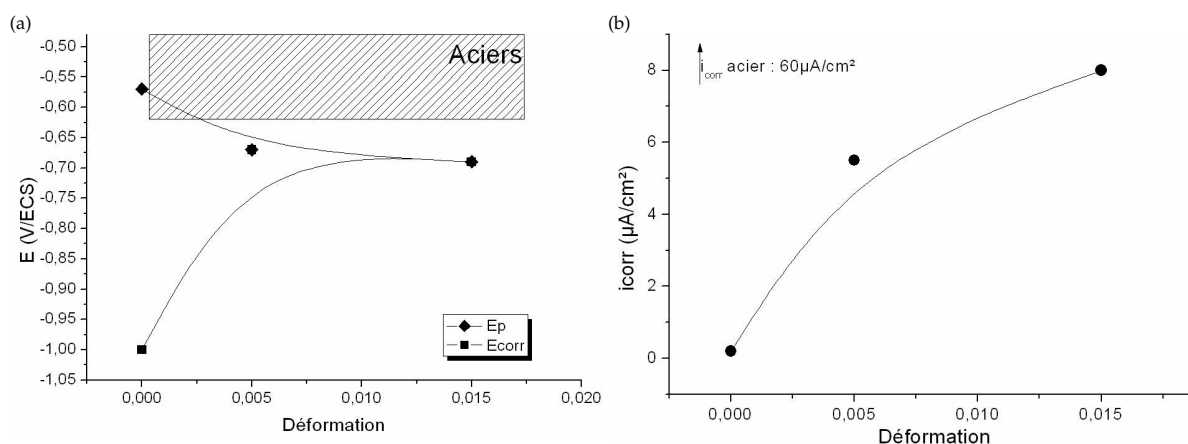 (a)
-0,50
-0,55
-0,60
-0,65
-0,70
-0,75
-0,80
-0,85
-0,90
-0,95
-1,00
-1,05
E (V/ECS)
Aciers
Ep
Ecorr
0,000
0,005
0,010
0,015
0,020
Déformation
(b)
8
6
4
2
0
icorr (µA/cm²)
icorr acier : 60µA/cm²
0,000
0,005
0,010
0,015
Déformation